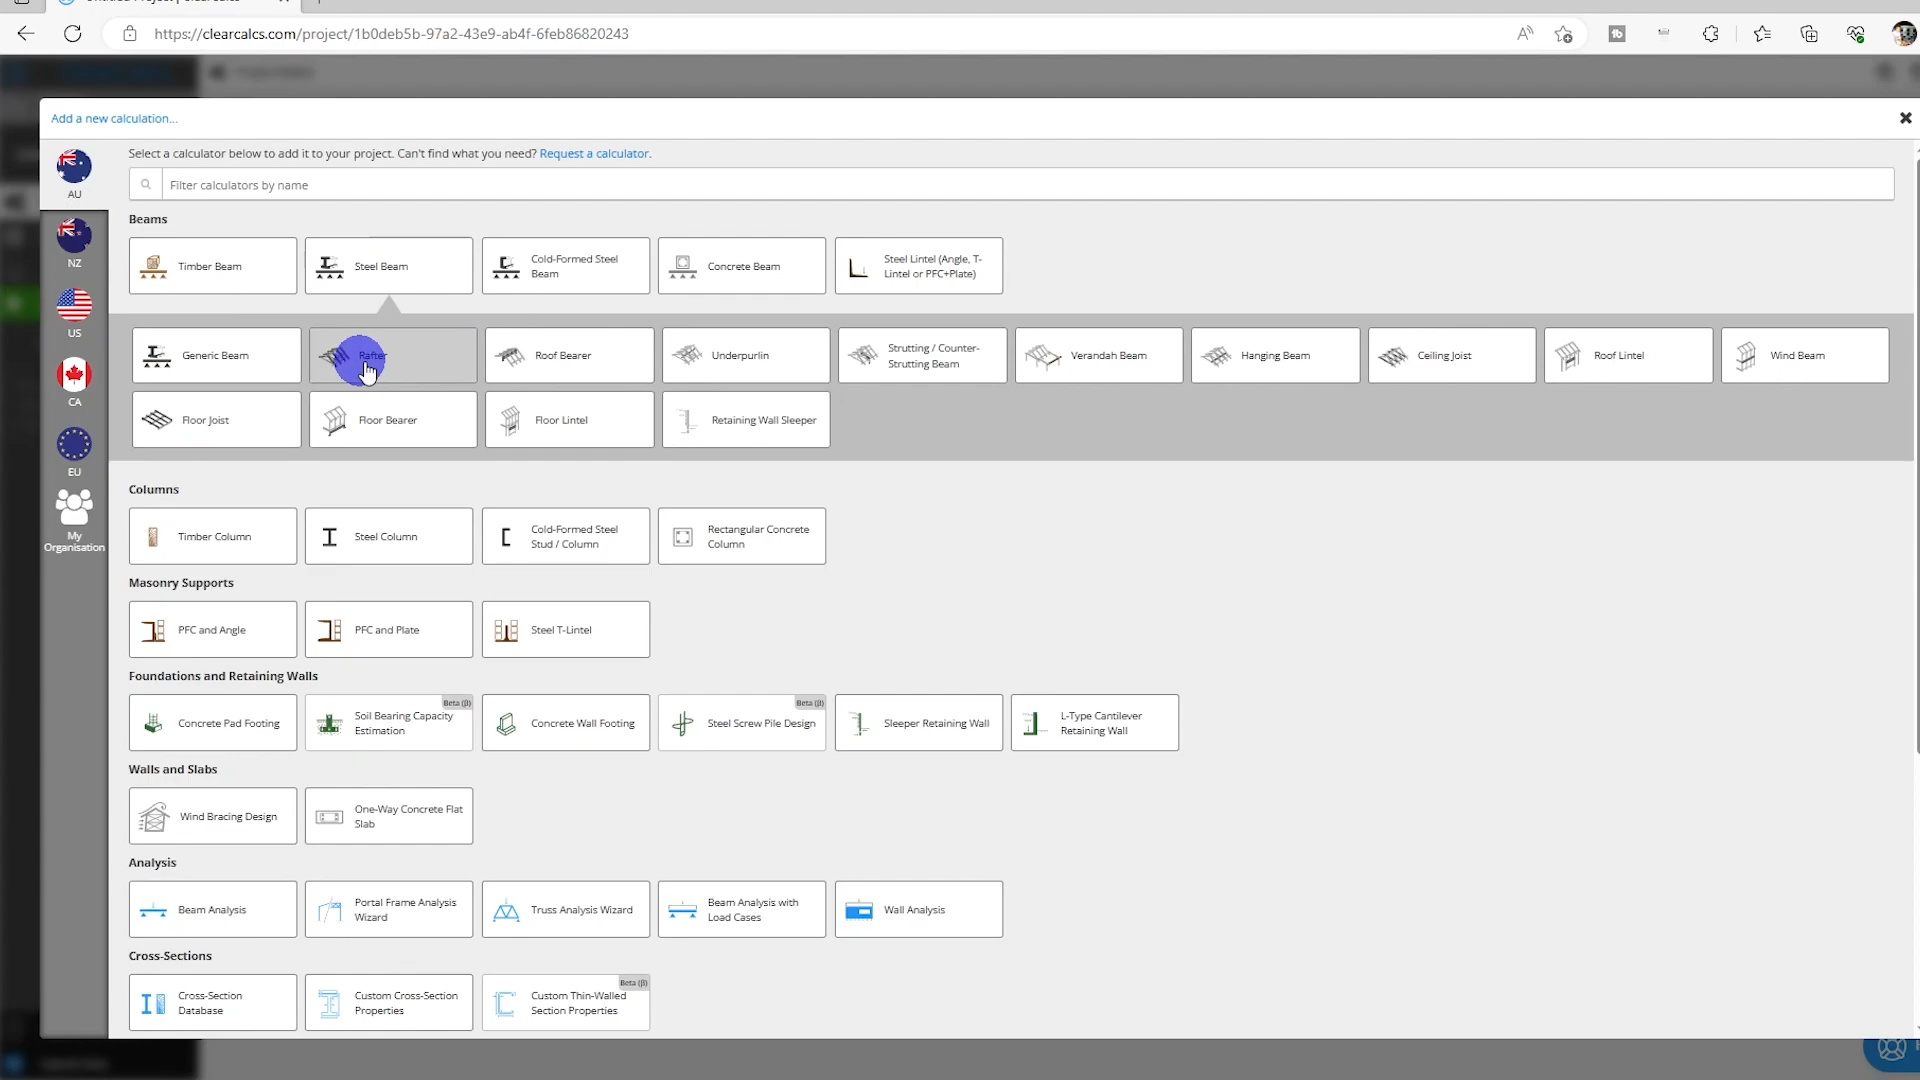 https://clearcalcs.com/project/1b0deb5b-97a2-43e9-ab4f-6feb86820243
Add a new calculation...
AU
NZ
US
CA
EU
My
Organisation
Select a calculator below to add it to your project. Can't find what you need? Request a calculator.
Filter calculators by name
Beams
Timber Beam
Steel Beam
Cold-Formed Steel
Beam
Concrete Beam
Steel Lintel (Angle, T-
Lintel or PFC+Plate)
Generic Beam
Rafter
Roof Bearer
Underpurlin
Strutting / Counter-
Strutting Beam
Verandah Beam
Hanging Beam
Ceiling Joist
Roof Lintel
Wind Beam
Floor Joist
Floor Bearer
Floor Lintel
Retaining Wall Sleeper
Columns
Timber Column
Steel Column
Cold-Formed Steel
Stud / Column
Rectangular Concrete
Column
Masonry Supports
PFC and Angle
PFC and Plate
Steel T-Lintel
Foundations and Retaining Walls
Concrete Pad Footing
Beta (β)
Soil Bearing Capacity
Estimation
Concrete Wall Footing
Beta (β)
Steel Screw Pile Design
Sleeper Retaining Wall
L-Type Cantilever
Retaining Wall
Walls and Slabs
Wind Bracing Design
One-Way Concrete Flat
Slab
Analysis
Beam Analysis
Portal Frame Analysis
Wizard
Truss Analysis Wizard
Beam Analysis with
Load Cases
Wall Analysis
Cross-Sections
Cross-Section
Database
Custom Cross-Section
Properties
Beta (β)
Custom Thin-Walled
Section Properties